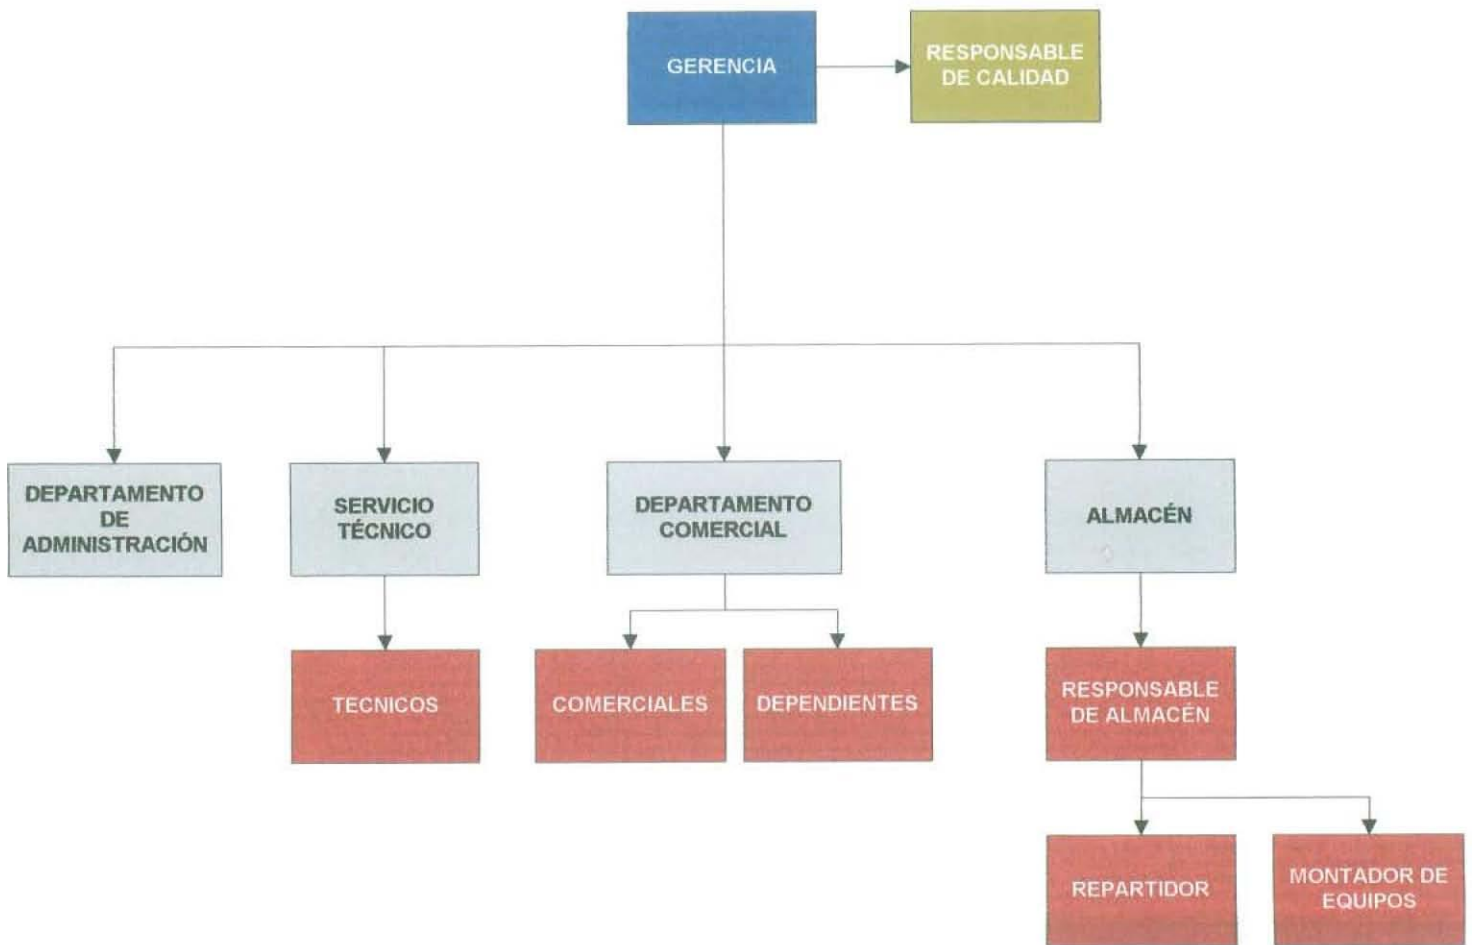 GERENCIA
RESPONSABLE
DE CALIDAD
DEPARTAMENTO
DE
ADMINISTRACIÓN
SERVICIO
TÉCNICO
DEPARTAMENTO
COMERCIAL
ALMACÉN
TECNICOS
COMERCIALES
DEPENDIENTES
RESPONSABLE
DE ALMACÉN
REPARTIDOR
MONTADOR DE
EQUIPOS